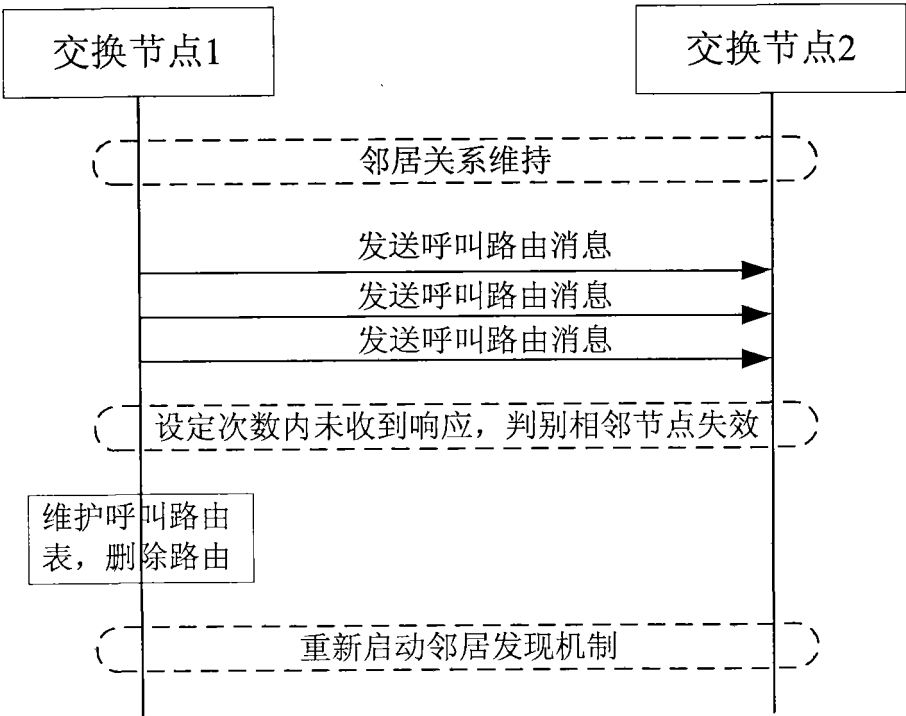 交换节点1
交换节点2
邻居关系维持
发送呼叫路由消息
发送呼叫路由消息
发送呼叫路由消息
设定次数内未收到响应，判别相邻节点失效
维护呼叫路由
表，删除路由
重新启动邻居发现机制